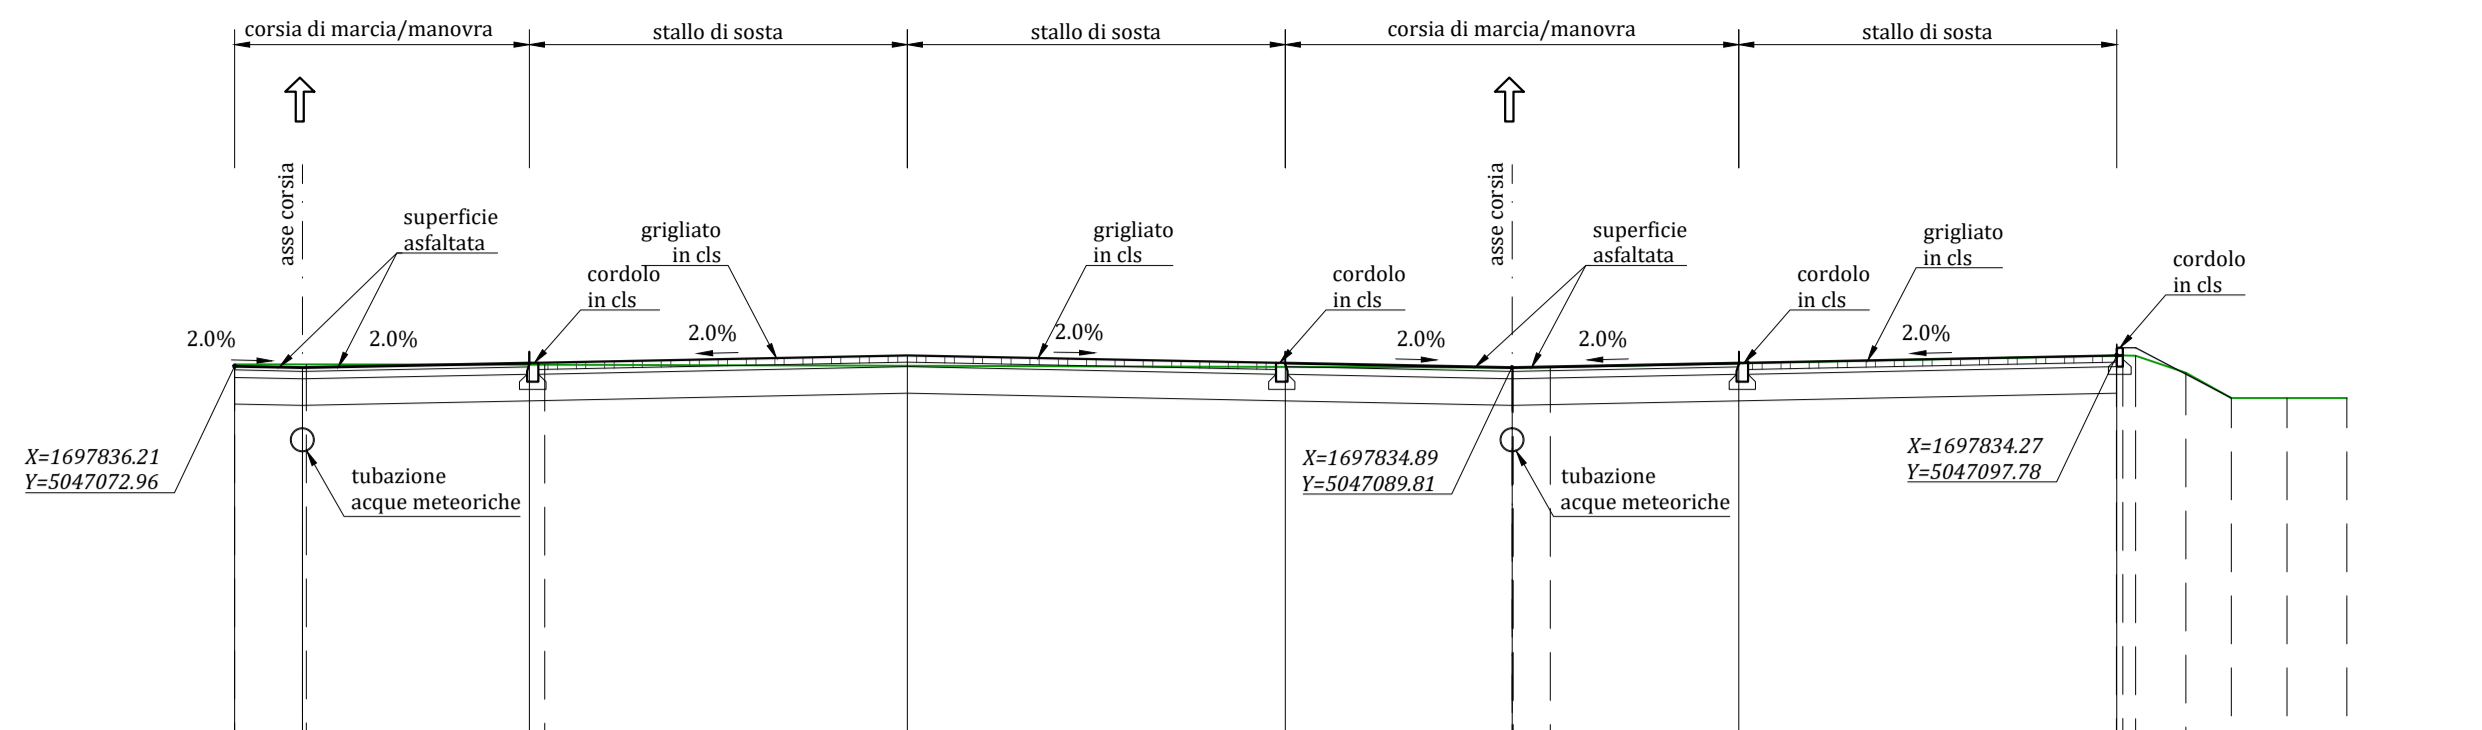 corsia di marcia/manovra
stallo di sosta
stallo di sosta
corsia di marcia/manovra
stallo di sosta
asse corsia
asse corsia
superficie
asfaltata
grigliato
in cls
cordolo
in cls
grigliato
in cls
cordolo
in cls
superficie
asfaltata
grigliato
in cls
cordolo
in cls
cordolo
in cls
2.0%
2.0%
2.0%
2.0%
2.0%
2.0%
2.0%
X=1697836.21
Y=5047072.96
tubazione
acque meteoriche
X=1697834.89
Y=5047089.81
tubazione
acque meteoriche
X=1697834.27
Y=5047097.78